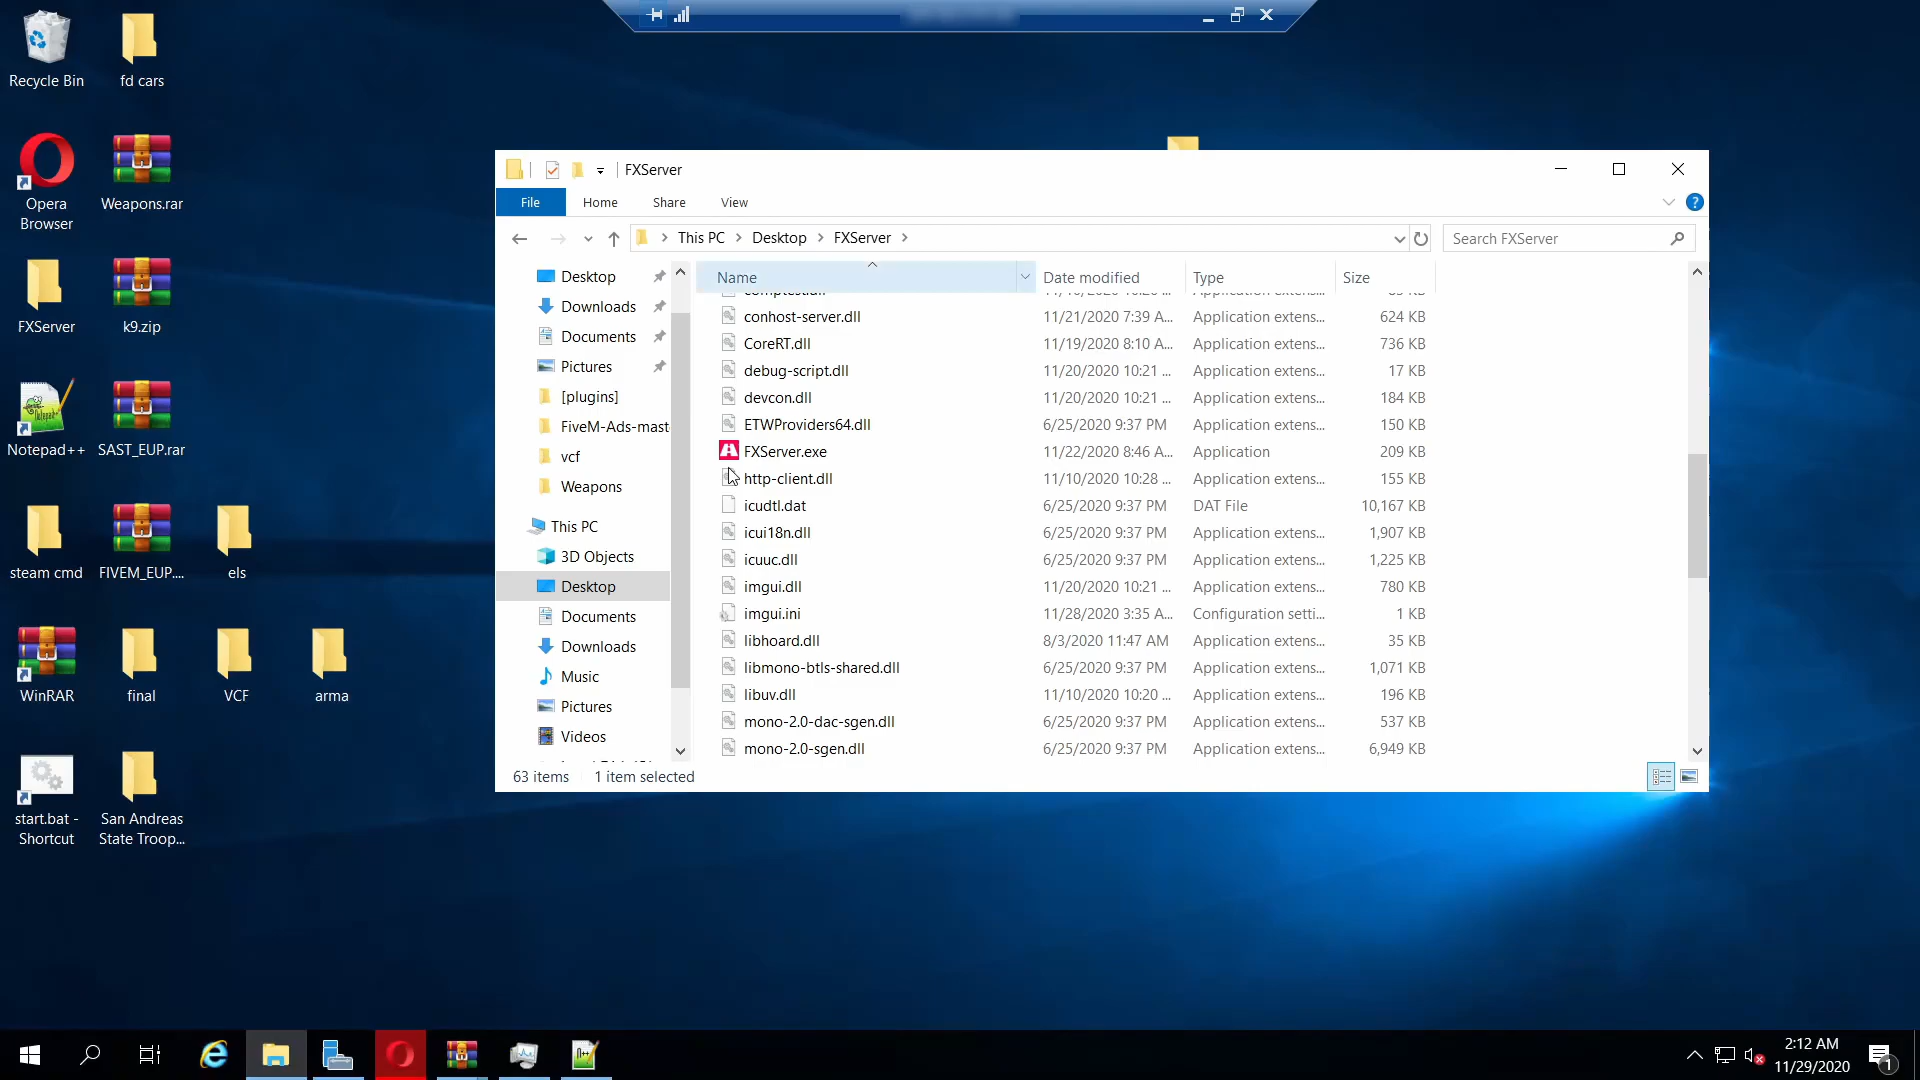 Recycle Bin
fd cars
Opera
Browser
Weapons.rar
FXServer
k9.zip
Notepad++
SAST_EUP.rar
steam cmd
FIVEM_EUP....
els
WinRAR
final
VCF
arma
start.bat -
Shortcut
San Andreas
State Troop...
FXServer
File
Home
Share
View
This PC
Desktop
FXServer
Search FXServer
Desktop
Downloads
Documents
Pictures
[plugins]
FiveM-Ads-mast
vcf
Weapons
This PC
3D Objects
Desktop
Documents
Downloads
Music
Pictures
Videos
Name Date modified Type Size
conhost-server.dll 11/21/2020 7:39 A... Application extens... 624 KB
CoreRT.dll 11/19/2020 8:10 A... Application extens... 736 KB
debug-script.dll 11/20/2020 10:21 ... Application extens... 17 KB
devcon.dll 11/20/2020 10:21 ... Application extens... 184 KB
ETWProviders64.dll 6/25/2020 9:37 PM Application extens... 150 KB
FXServer.exe 11/22/2020 8:46 A... Application 209 KB
http-client.dll 11/10/2020 10:28 ... Application extens... 155 KB
icudtl.dat 6/25/2020 9:37 PM DAT File 10,167 KB
icui18n.dll 6/25/2020 9:37 PM Application extens... 1,907 KB
icuuc.dll 6/25/2020 9:37 PM Application extens... 1,225 KB
imgui.dll 11/20/2020 10:21 ... Application extens... 780 KB
imgui.ini 11/28/2020 3:35 A... Configuration setti... 1 KB
libhoard.dll 8/3/2020 11:47 AM Application extens... 35 KB
libmono-btls-shared.dll 6/25/2020 9:37 PM Application extens... 1,071 KB
libuv.dll 11/10/2020 10:20 ... Application extens... 196 KB
mono-2.0-dac-sgen.dll 6/25/2020 9:37 PM Application extens... 537 KB
mono-2.0-sgen.dll 6/25/2020 9:37 PM Application extens... 6,949 KB
63 items 1 item selected
2:12 AM
11/29/2020
1